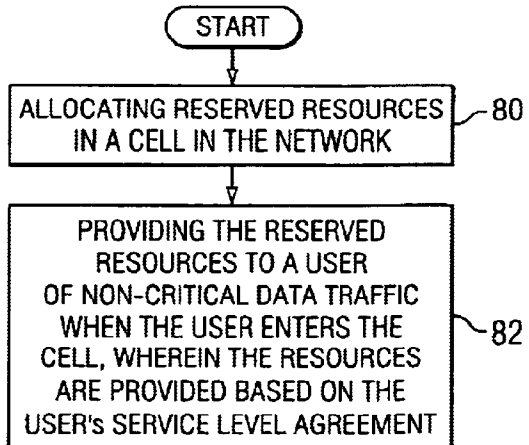 START
ALLOCATING RESERVED RESOURCES
IN A CELL IN THE NETWORK
80
PROVIDING THE RESERVED
RESOURCES TO A USER
OF NON-CRITICAL DATA TRAFFIC
WHEN THE USER ENTERS THE
CELL, WHEREIN THE RESOURCES
ARE PROVIDED BASED ON THE
USER's SERVICE LEVEL AGREEMENT
82